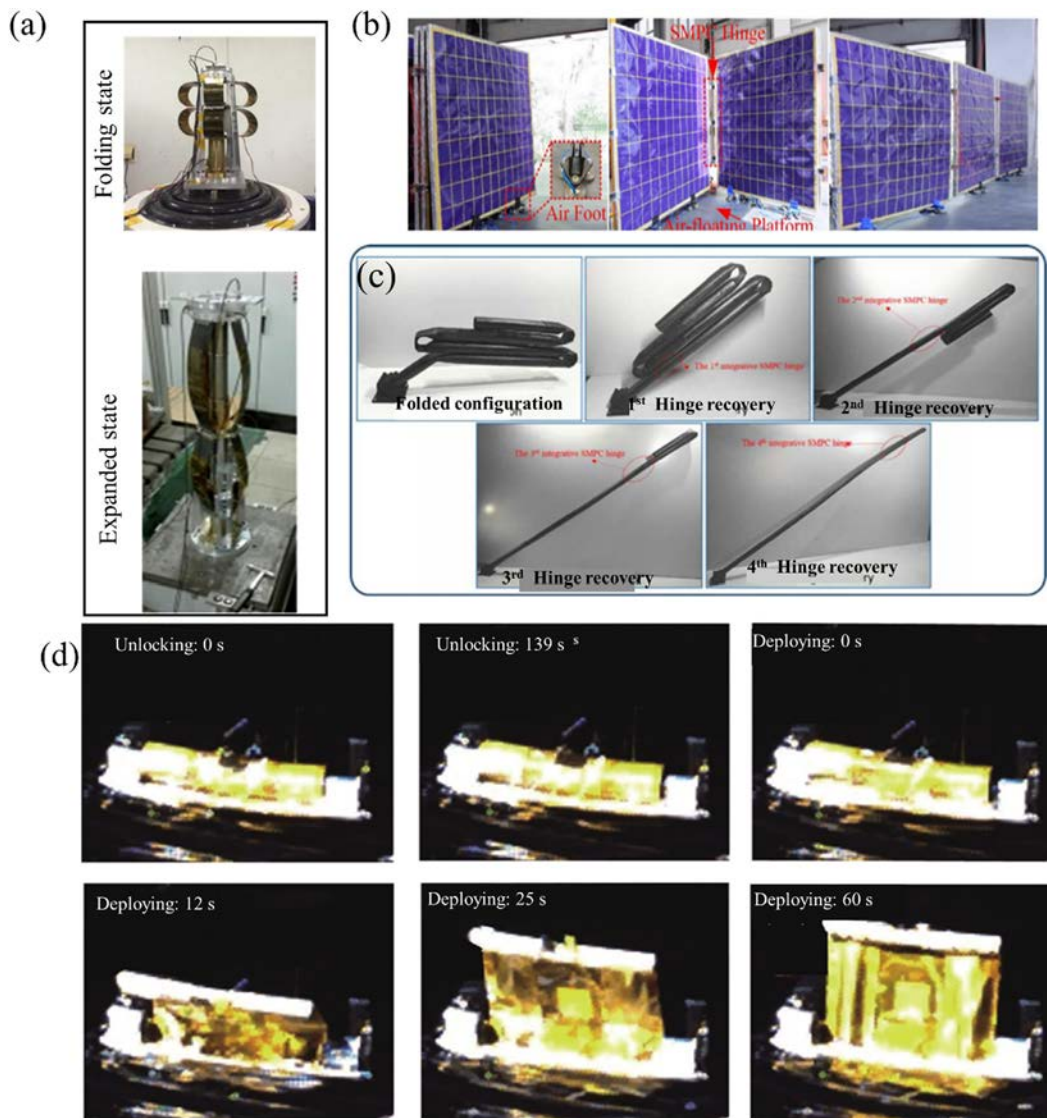 (a)
Folding state
Expanded state
(b)
SMPC Hinge
Air Foot
Air-floating Platform
(c)
Folded configuration
1st Hinge recovery
The 1st integrative SMPC hinge
2nd Hinge recovery
The 2nd integrative SMPC hinge
3rd Hinge recovery
The 3rd integrative SMPC hinge
4th Hinge recovery
The 4th integrative SMPC hinge
ry
(d)
Unlocking: 0 s
Unlocking: 139 s s
Deploying: 0 s
Deploying: 12 s
Deploying: 25 s
Deploying: 60 s